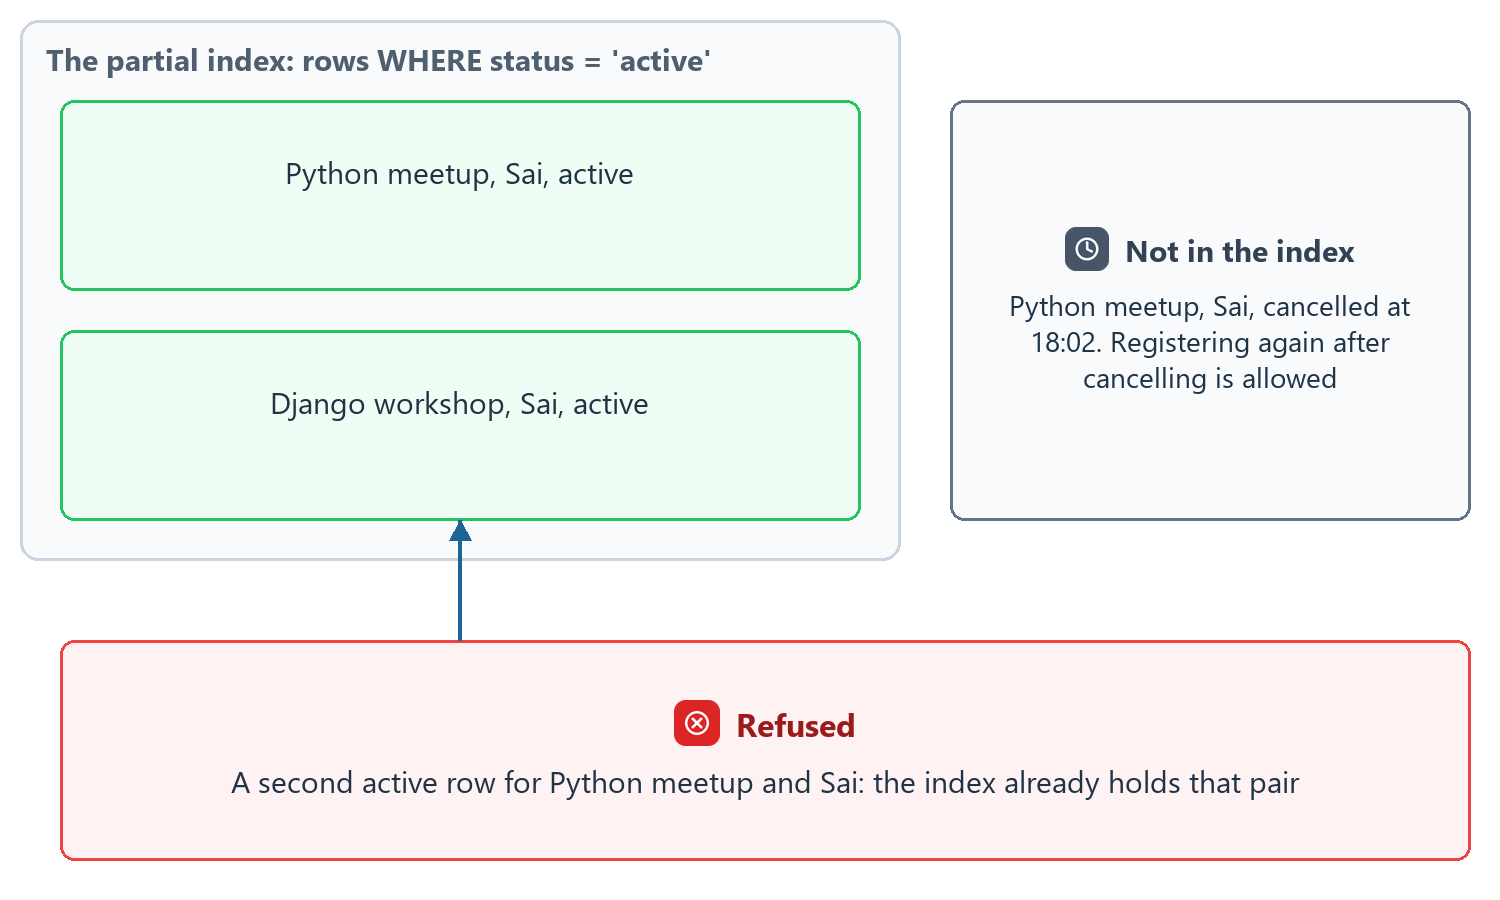 The partial index: rows WHERE status = 'active'
Python meetup, Sai, active
Django workshop, Sai, active
Not in the index
Python meetup, Sai, cancelled at
18:02. Registering again after
cancelling is allowed
Refused
A second active row for Python meetup and Sai: the index already holds that pair